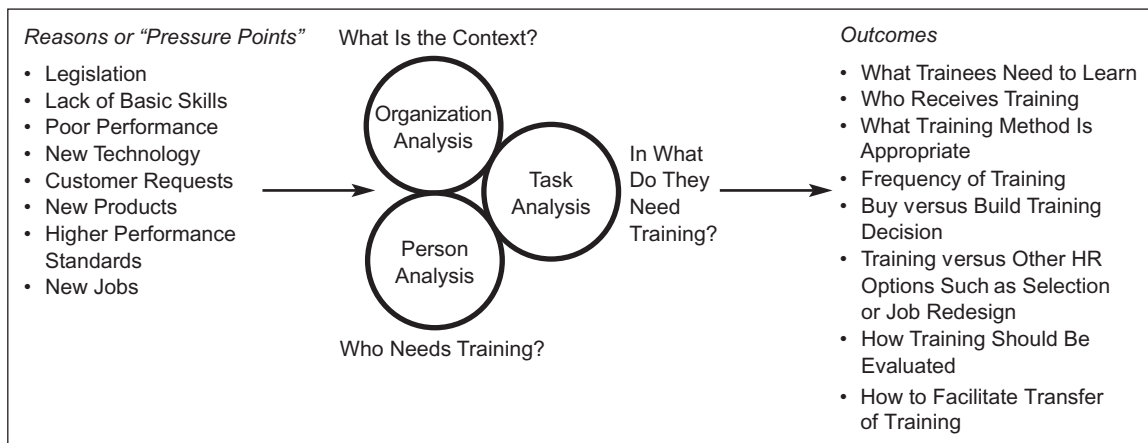 Reasons or “Pressure Points”
• Legislation
• Lack of Basic Skills
• Poor Performance
• New Technology
• Customer Requests
• New Products
• Higher Performance
Standards
• New Jobs
What Is the Context?
Organization
Analysis
Task
Analysis
Person
Analysis
Who Needs Training?
In What
Do They
Need
Training?
Outcomes
• What Trainees Need to Learn
• Who Receives Training
• What Training Method Is
Appropriate
• Frequency of Training
• Buy versus Build Training
Decision
• Training versus Other HR
Options Such as Selection
or Job Redesign
• How Training Should Be
Evaluated
• How to Facilitate Transfer
of Training